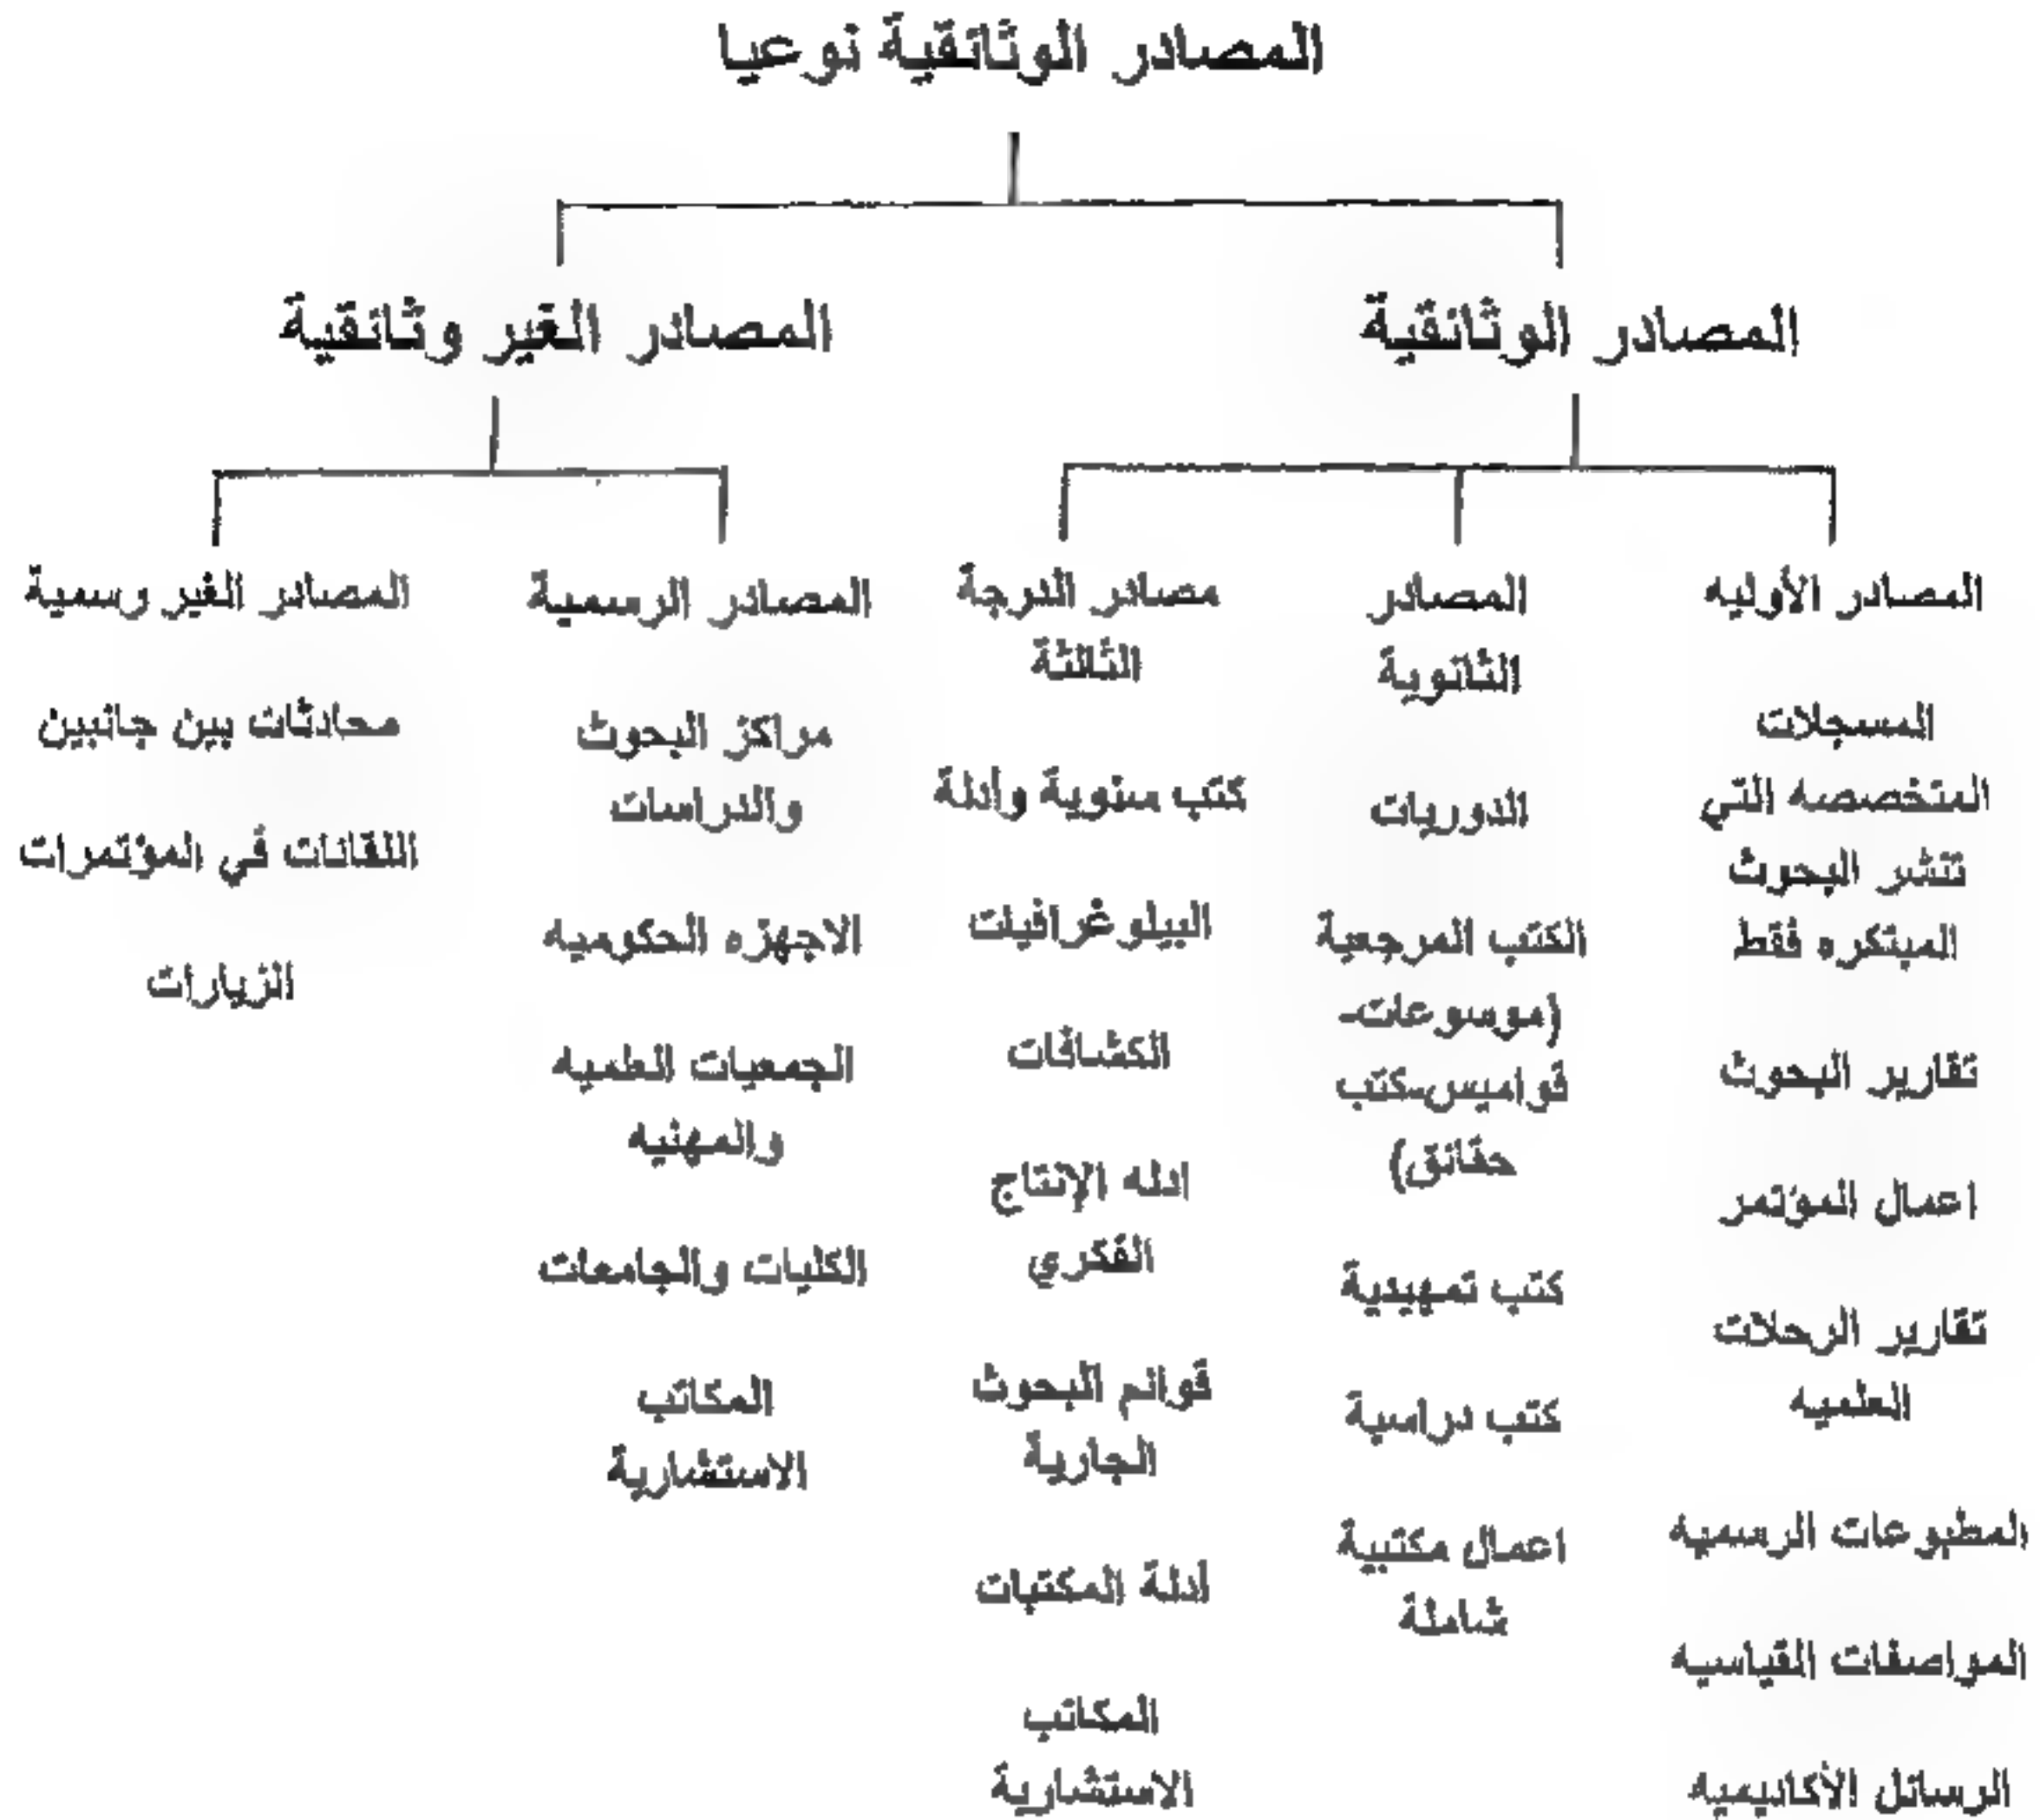 المصادر الوثائقية نوعيا
المصادر الوثائقية
المصادر الغير وثائقية
المصادر الأوليه
المسجلات
المتخصصه التي
تنشر البحوث
المبتكره فقط
تقارير البحوث
اعمال المؤتمر
تقارير الرحلات
العلميه
المطبوعات الرسميه
المواصفات القياسيه
الرسائل الأكاديميه
المصادر
الثانوية
الدوريات
الكتب المرجعية
(موسوعات-
قواميس-كتب
حقائق)
كتب تمهيدية
كتب دراسية
اعمال مكتبية
شاملة
مصادر الدرجة
الثالثة
كتب سنوية وأدلة
البيلوغرافيات
الكشافات
ادله الإنتاج
الفكري
قوائم البحوث
الجارية
أدلة المكتبات
المكاتب
الاستشارية
المصادر الرسمية
مراكز البحوث
والدراسات
الاجهزه الحكوميه
الجمعيات العلميه
والمهنيه
الكليات والجامعات
المكاتب
الاستشارية
المصادر الغير رسمية
محادثات بين جانبين
اللقائات في المؤتمرات
الزيارات